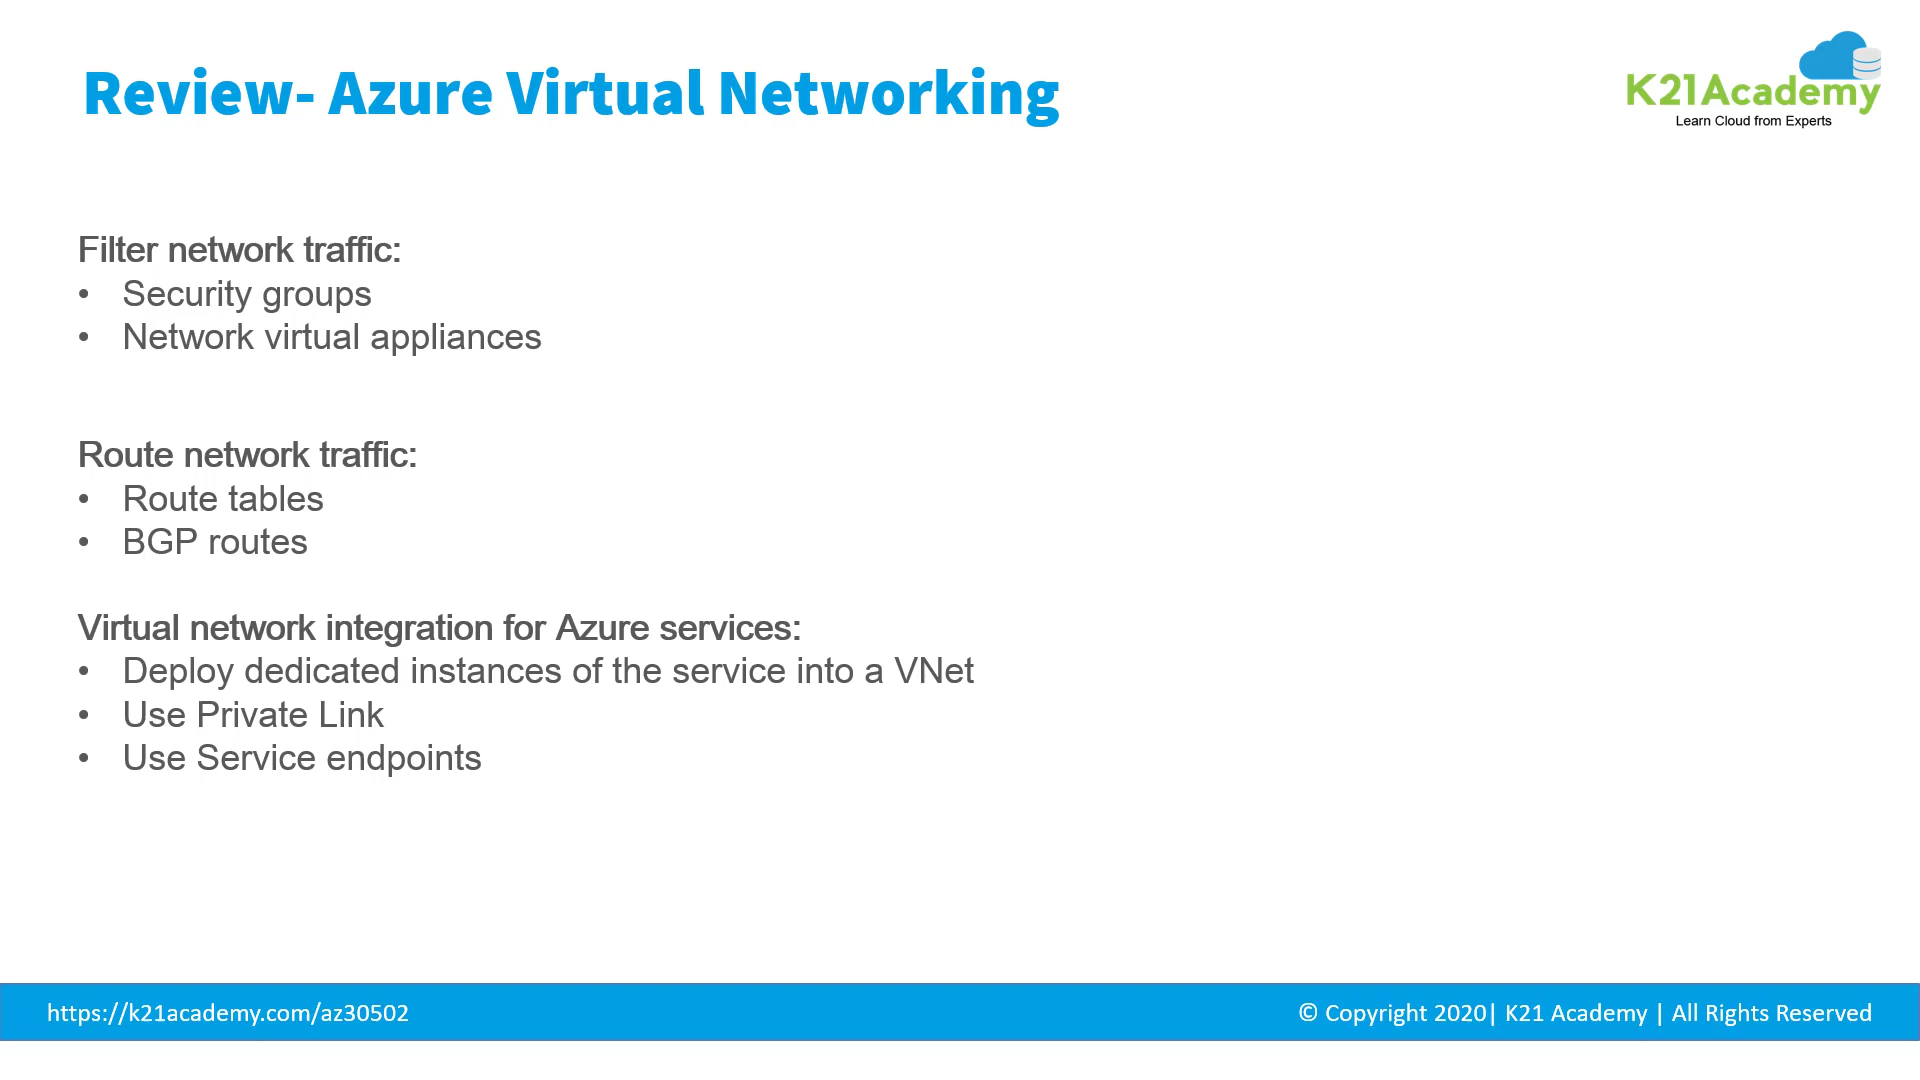 Review- Azure Virtual Networking
K21Academy
Learn Cloud from Experts
Filter network traffic:
• Security groups
• Network virtual appliances
Route network traffic:
• Route tables
• BGP routes
Virtual network integration for Azure services:
• Deploy dedicated instances of the service into a VNet
• Use Private Link
• Use Service endpoints
https://k21academy.com/az30502
© Copyright 2020| K21 Academy | All Rights Reserved